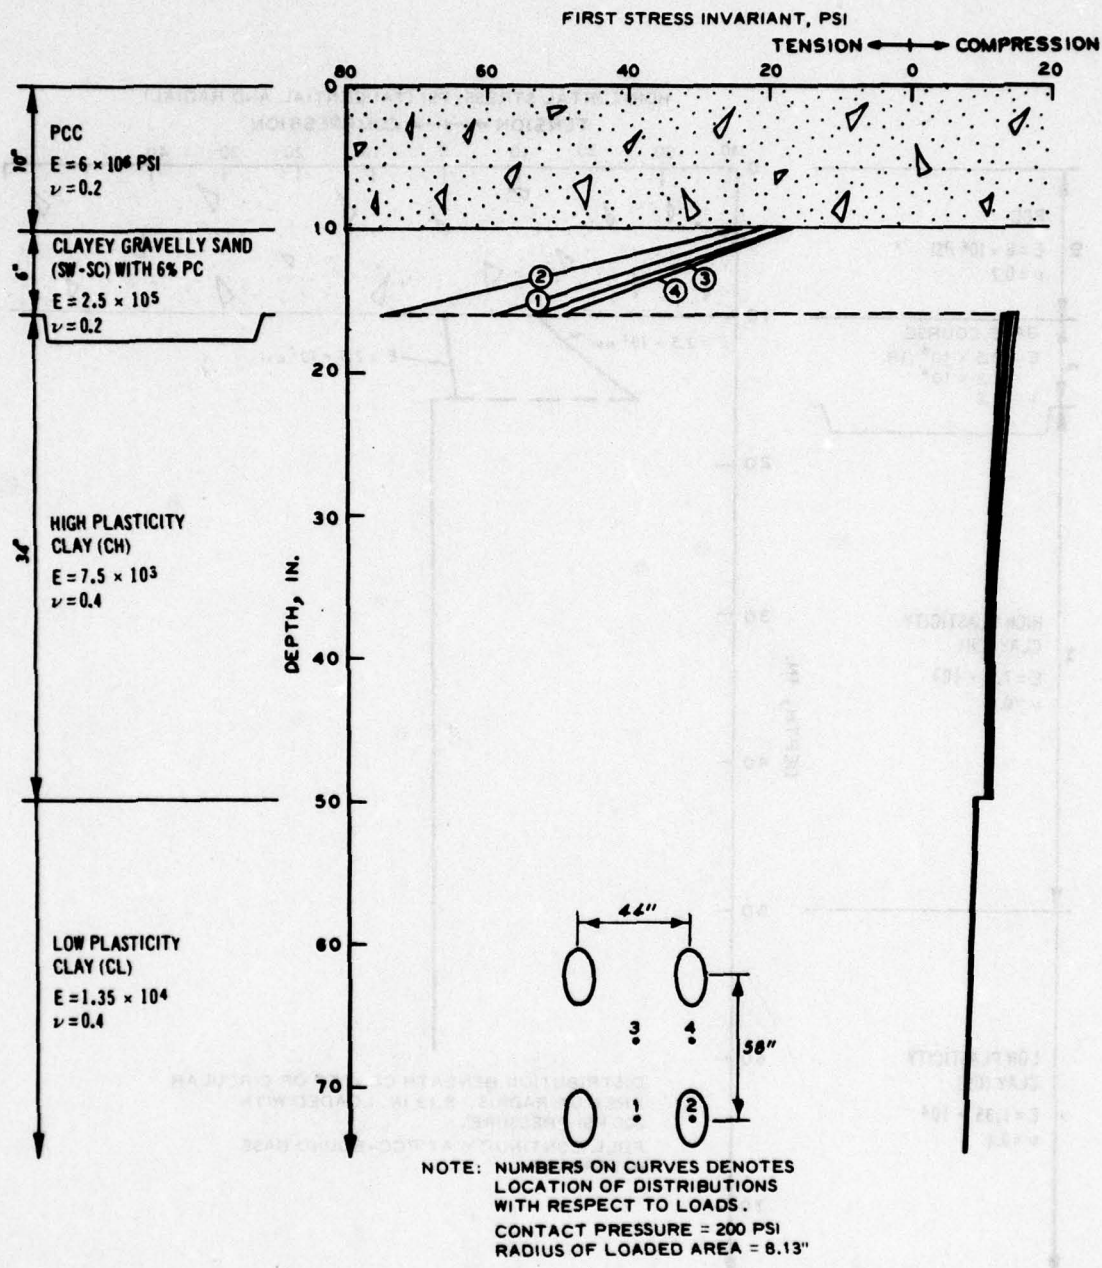 FIRST STRESS INVARIANT, PSI
TENSION COMPRESSION
80 60 40 20 0 20
0
10
20
30
40
50
60
70
DEPTH, IN.
10"
PCC
E = 6 × 10⁶ PSI
ν = 0.2
6"
CLAYEY GRAVELLY SAND
(SW-SC) WITH 6% PC
E = 2.5 × 10⁵
ν = 0.2
34"
HIGH PLASTICITY
CLAY (CH)
E = 7.5 × 10³
ν = 0.4
LOW PLASTICITY
CLAY (CL)
E = 1.35 × 10⁴
ν = 0.4
2
1
4
3
44"
58"
3 4
1 2
NOTE: NUMBERS ON CURVES DENOTES
LOCATION OF DISTRIBUTIONS
WITH RESPECT TO LOADS.
CONTACT PRESSURE = 200 PSI
RADIUS OF LOADED AREA = 8.13"